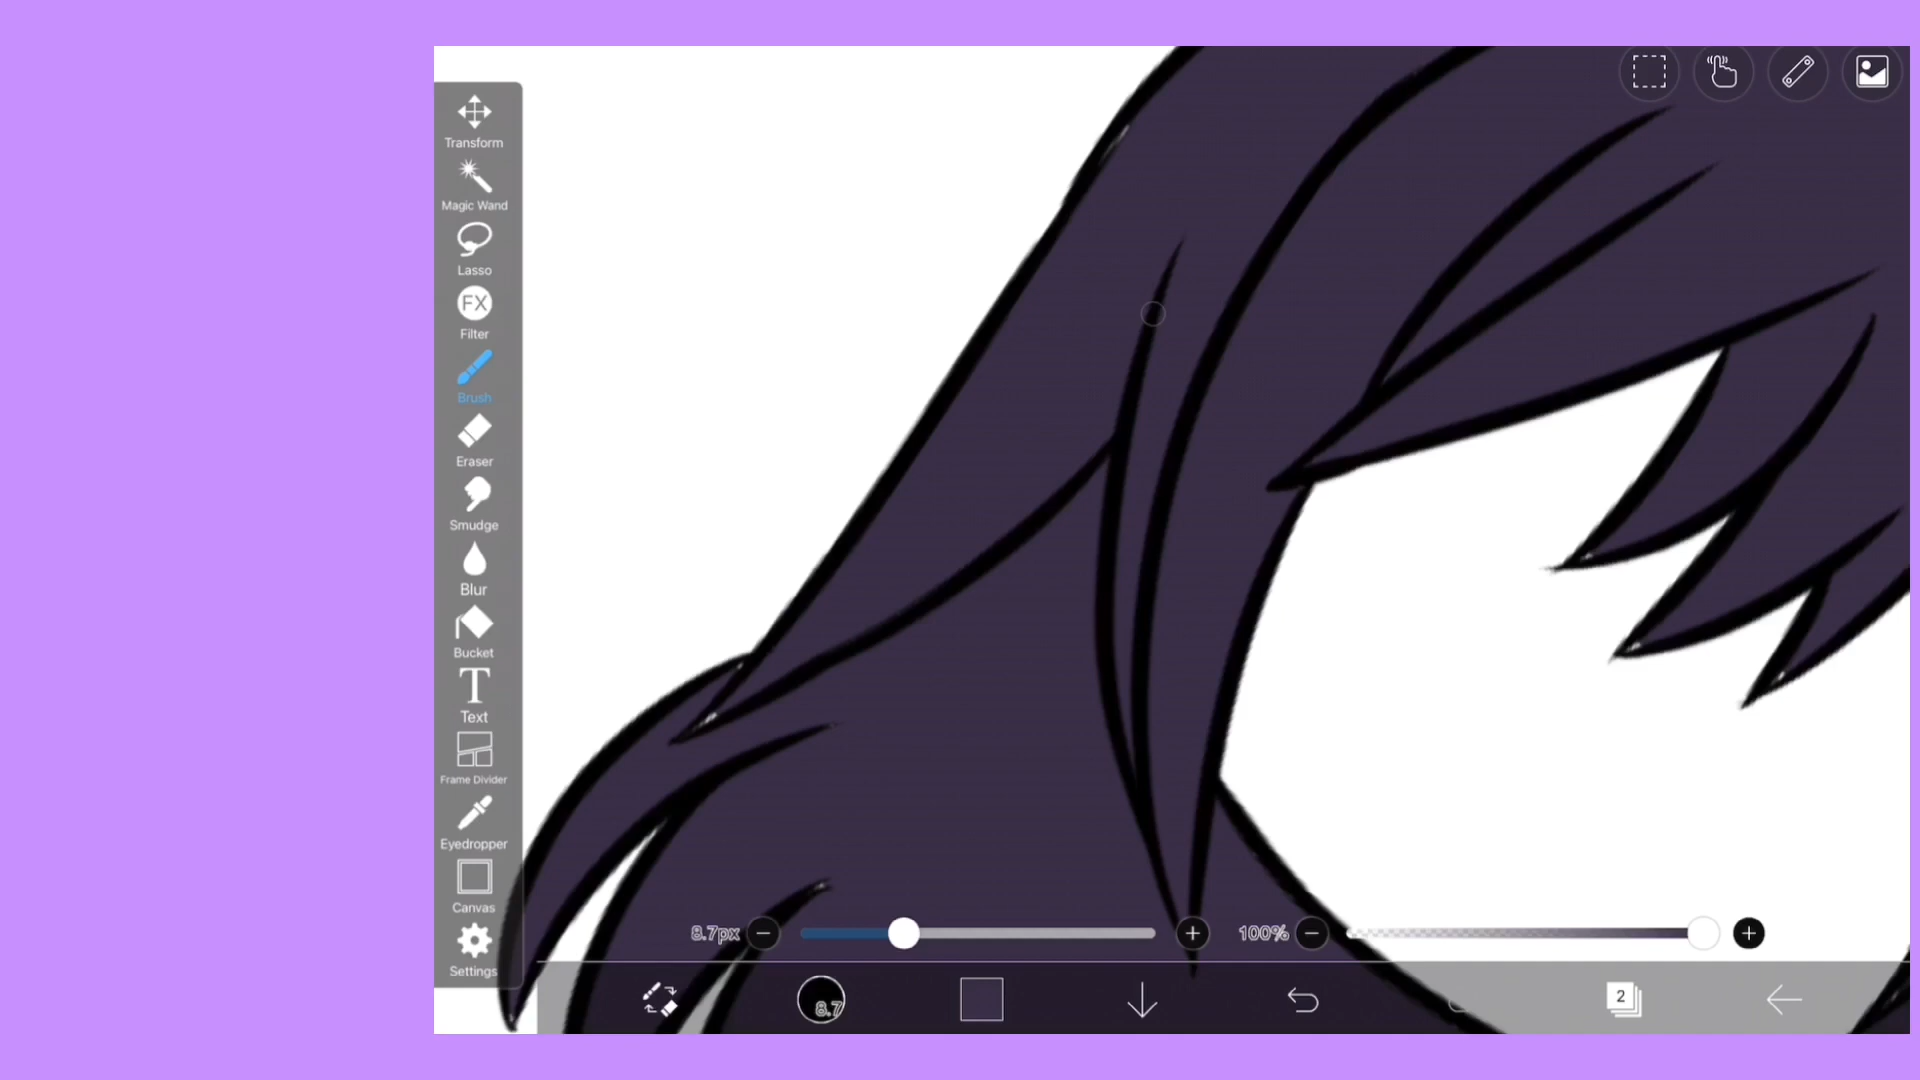 Transform
Magic Wand
Lasso
FX
Filter
Brush
Eraser
Smudge
Blur
Bucket
T
Text
Frame Divider
Eyedropper
Canvas
Settings
8.7px
100%
8.7
2